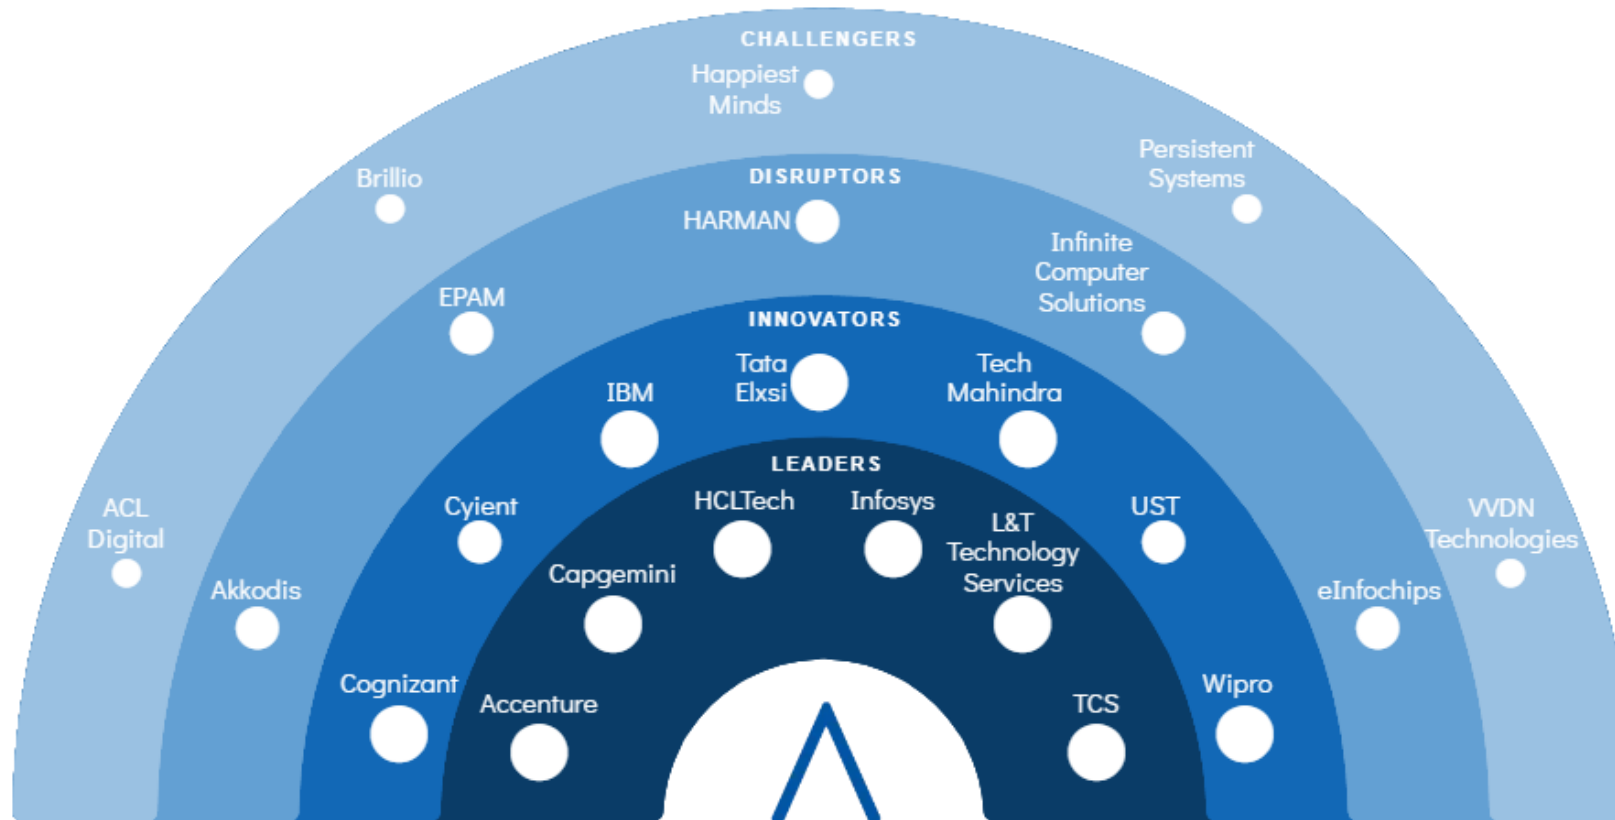 CHALLENGERS
Happiest
Minds
Brillio
Persistent
Systems
ACL
Digital
VVDN
Technologies
DISRUPTORS
HARMAN
EPAM
Infinite
Computer
Solutions
Akkodis
eInfochips
INNOVATORS
Tata
Elxsi
IBM
Tech
Mahindra
Cyient
UST
Cognizant
Wipro
LEADERS
HCLTech
Infosys
Capgemini
L&T
Technology
Services
Accenture
TCS